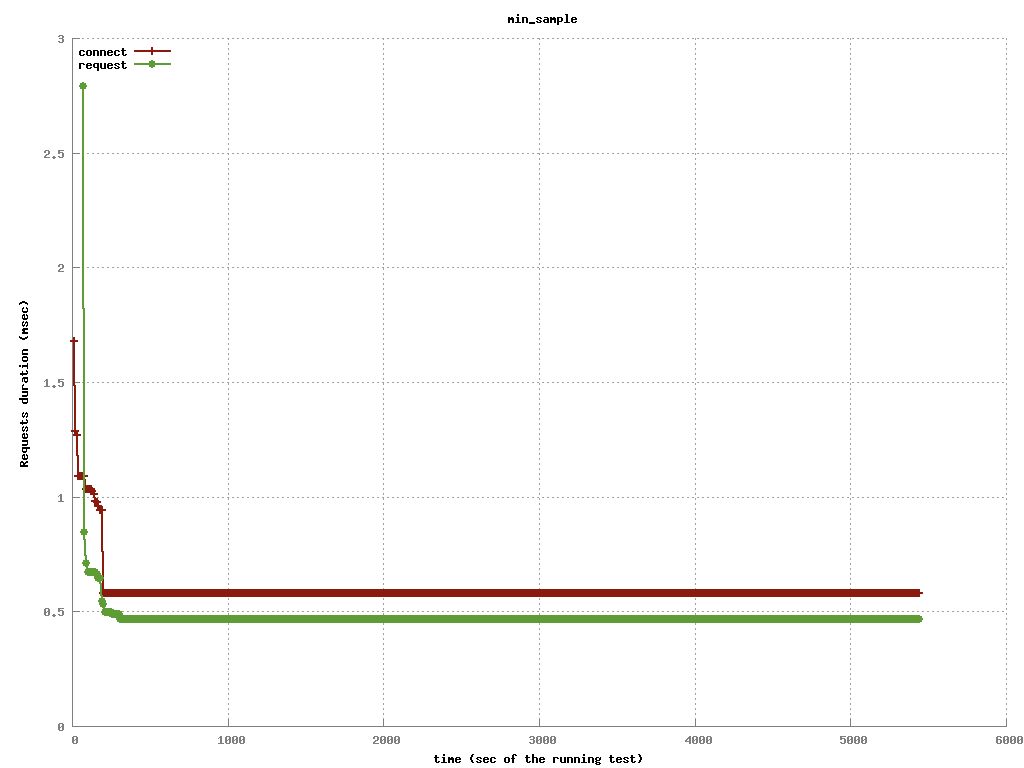 min_sample
3
connect
request
2.5
2
1.5
1
0.5
0
Requests duration (msec)
0 1000 2000 3000 4000 5000 6000
time (sec of the running test)